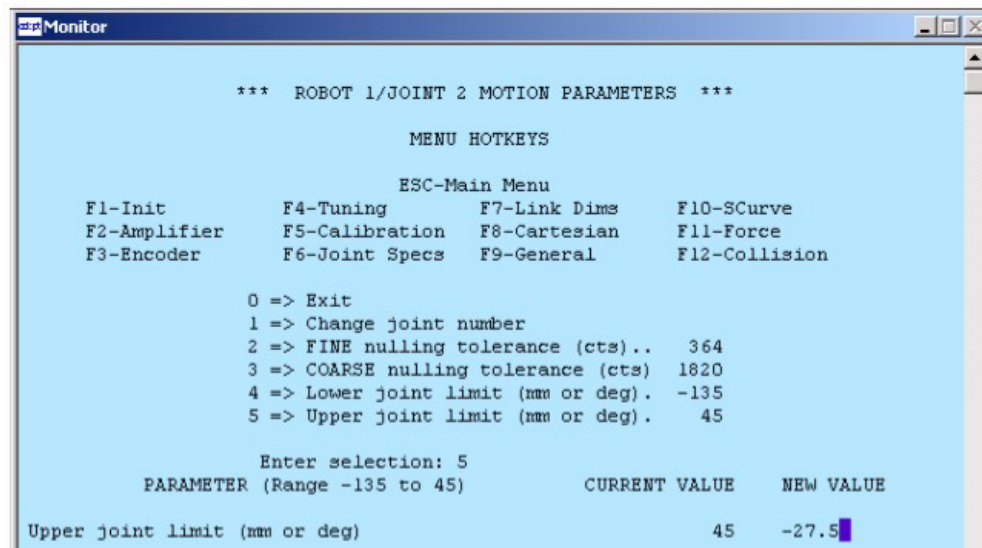 Monitor
*** ROBOT 1/JOINT 2 MOTION PARAMETERS ***
MENU HOTKEYS
ESC-Main Menu
F1-Init F4-Tuning F7-Link Dims F10-SCurve
F2-Amplifier F5-Calibration F8-Cartesian F11-Force
F3-Encoder F6-Joint Specs F9-General F12-Collision
0 => Exit
1 => Change joint number
2 => FINE nulling tolerance (cts).. 364
3 => COARSE nulling tolerance (cts) 1820
4 => Lower joint limit (mm or deg). -135
5 => Upper joint limit (mm or deg). 45
Enter selection: 5
PARAMETER (Range -135 to 45) CURRENT VALUE NEW VALUE
Upper joint limit (mm or deg) 45 -27.5